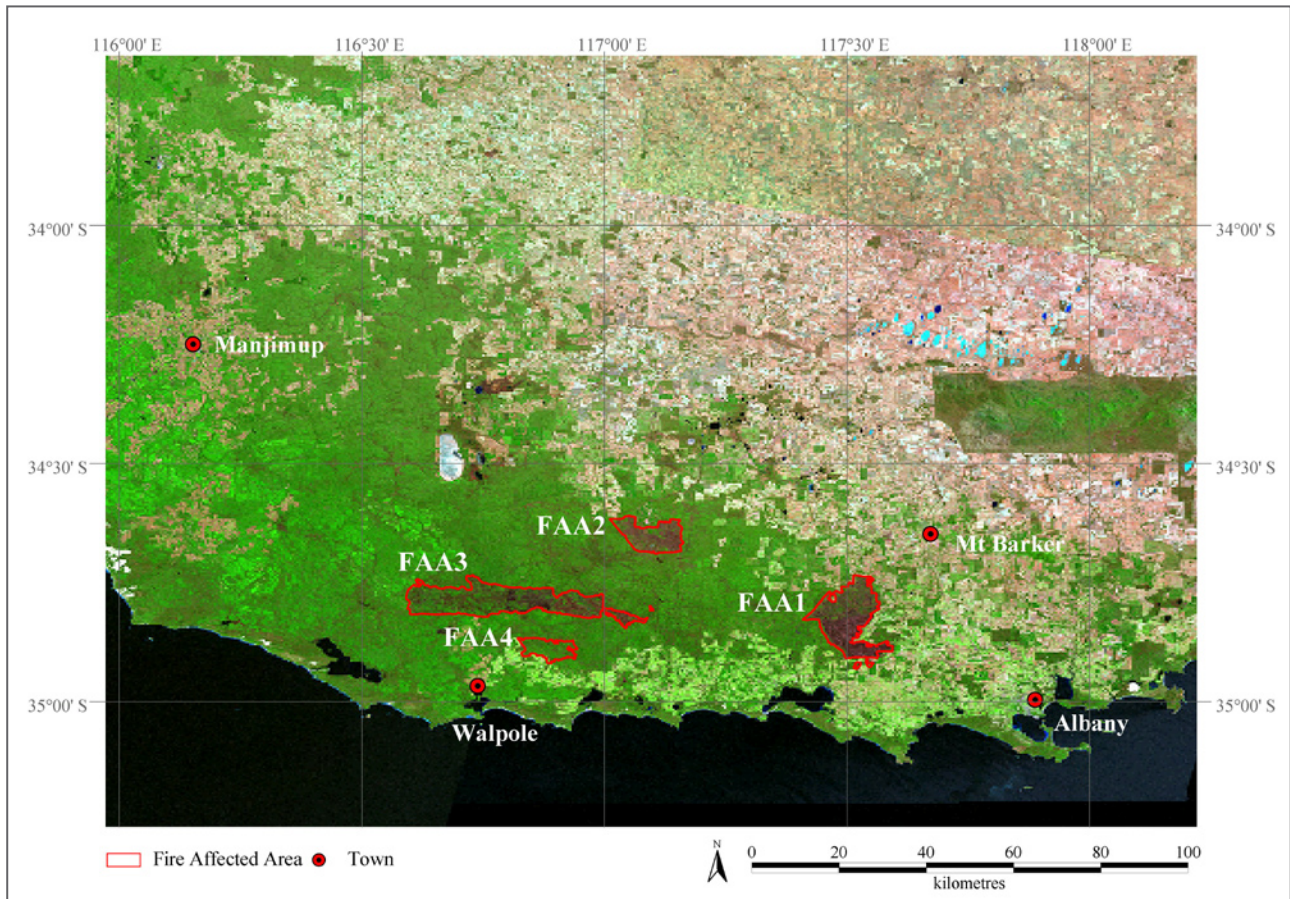 116°00' E 116°30' E 117°00' E 117°30' E 118°00' E
34°00' S 34°00' S
Manjimup
34°30' S 34°30' S
FAA2
Mt Barker
FAA3
FAA1
FAA4
35°00' S 35°00' S
Walpole
Albany
Fire Affected Area Town
N
0 20 40 60 80 100
kilometres